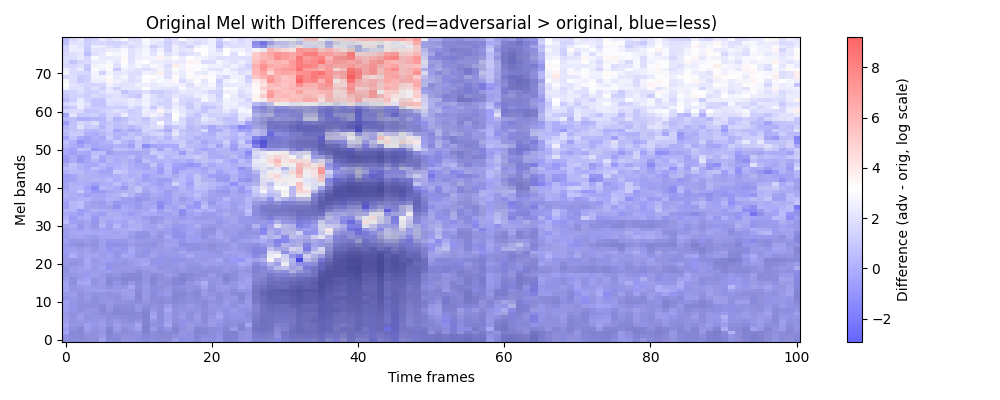 Original Mel with Differences (red=adversarial > original, blue=less)
70
60
50
40
30
20
10
0
Mel bands
0 20 40 60 80 100
Time frames
8
6
4
2
0
−2
Difference (adv - orig, log scale)